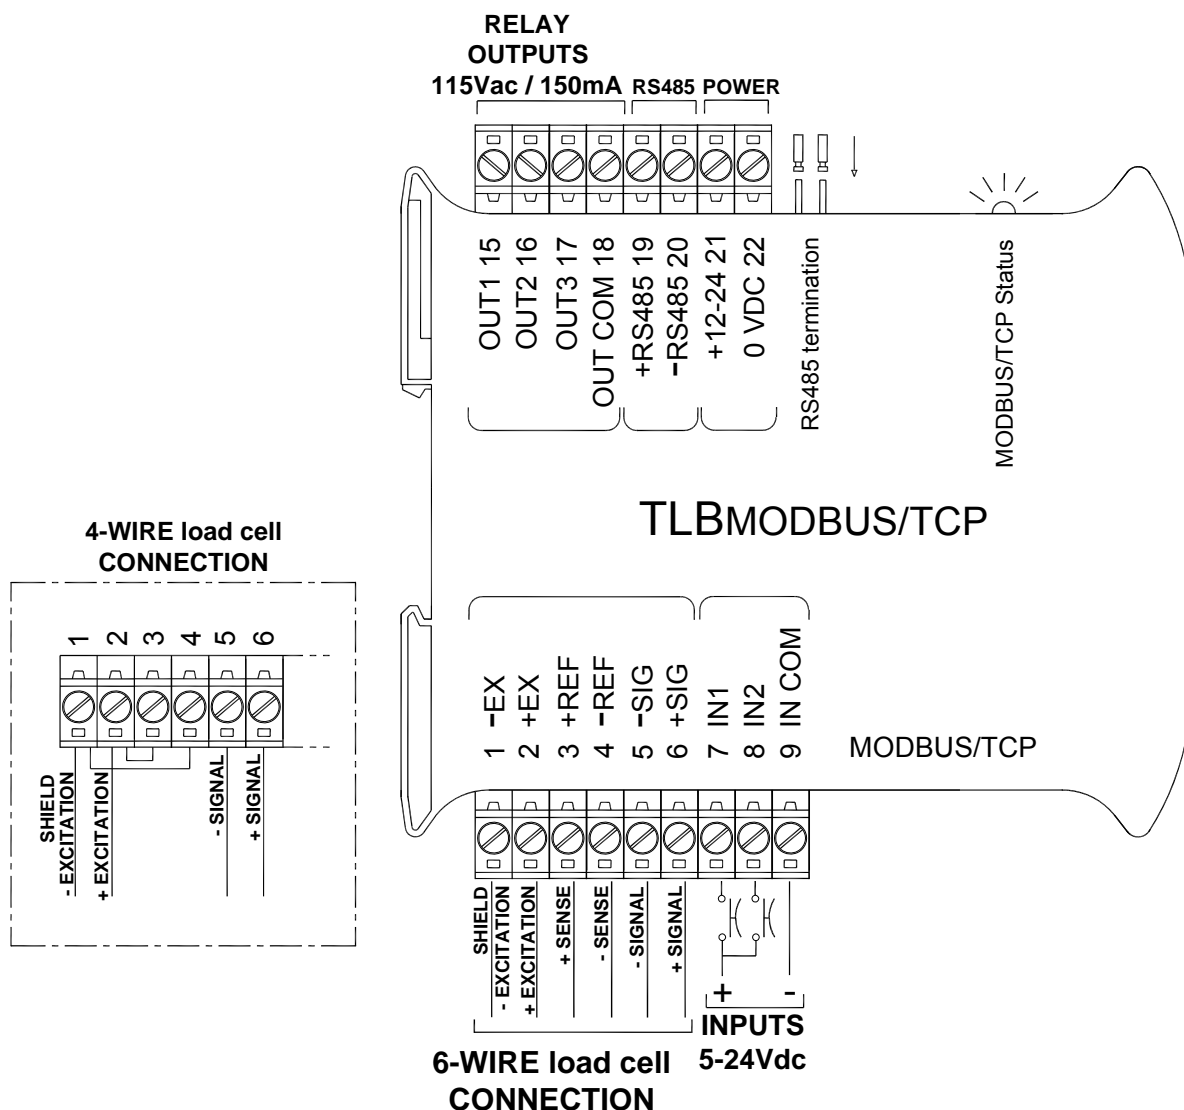 RELAY
OUTPUTS
115Vac / 150mA RS485 POWER
OUT1 15
OUT2 16
OUT3 17
OUT COM 18
+RS485 19
-RS485 20
+12-24 21
0 VDC 22
RS485 termination
MODBUS/TCP Status
TLBMODBUS/TCP
4-WIRE load cell
CONNECTION
1
2
3
4
5
6
SHIELD
- EXCITATION
+ EXCITATION
- SIGNAL
+ SIGNAL
1 -EX
2 +EX
3 +REF
4 -REF
5 -SIG
6 +SIG
7 IN1
8 IN2
9 IN COM
MODBUS/TCP
SHIELD
- EXCITATION
+ EXCITATION
+ SENSE
- SENSE
- SIGNAL
+ SIGNAL
+ -
INPUTS
5-24Vdc
6-WIRE load cell
CONNECTION